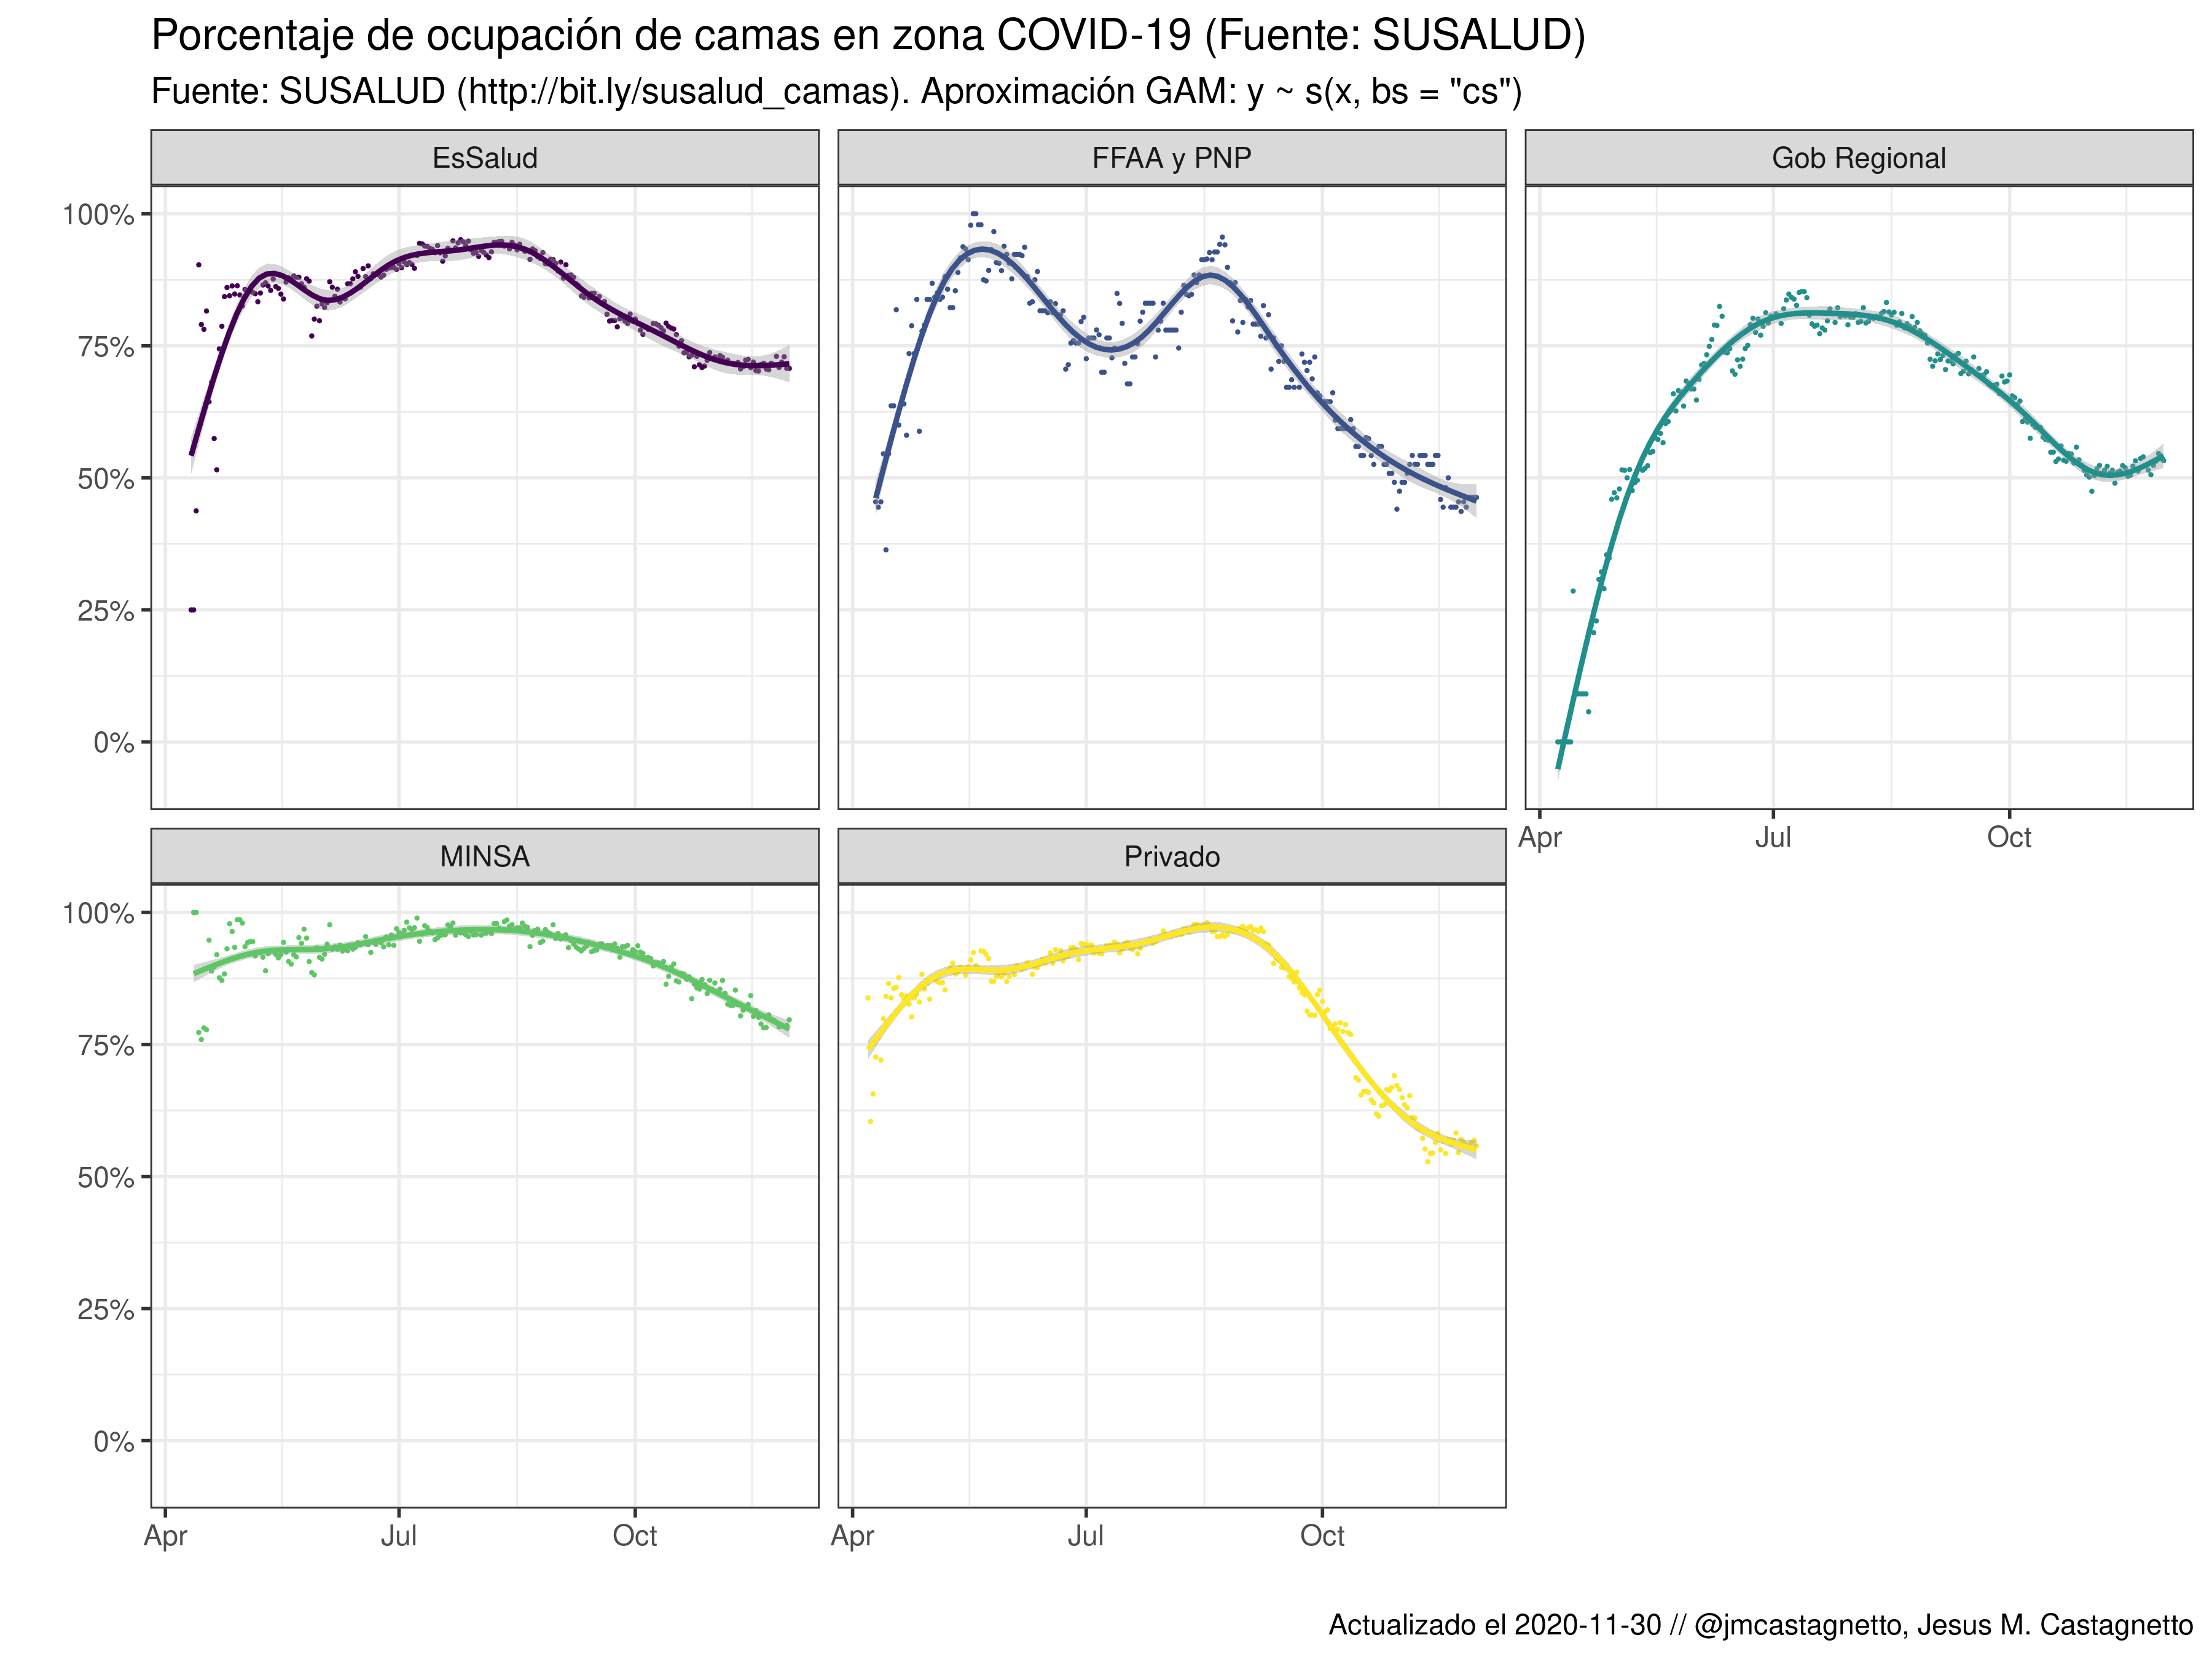 Porcentaje de ocupación de camas en zona COVID-19 (Fuente: SUSALUD)
Fuente: SUSALUD (http://bit.ly/susalud_camas). Aproximación GAM: y ~ s(x, bs = "cs")
EsSalud
FFAA y PNP
Gob Regional
100%
75%
50%
25%
0%
Apr
Jul
Oct
MINSA
Privado
100%
75%
50%
25%
0%
Apr
Jul
Oct
Apr
Jul
Oct
Actualizado el 2020-11-30 // @jmcastagnetto, Jesus M. Castagnetto